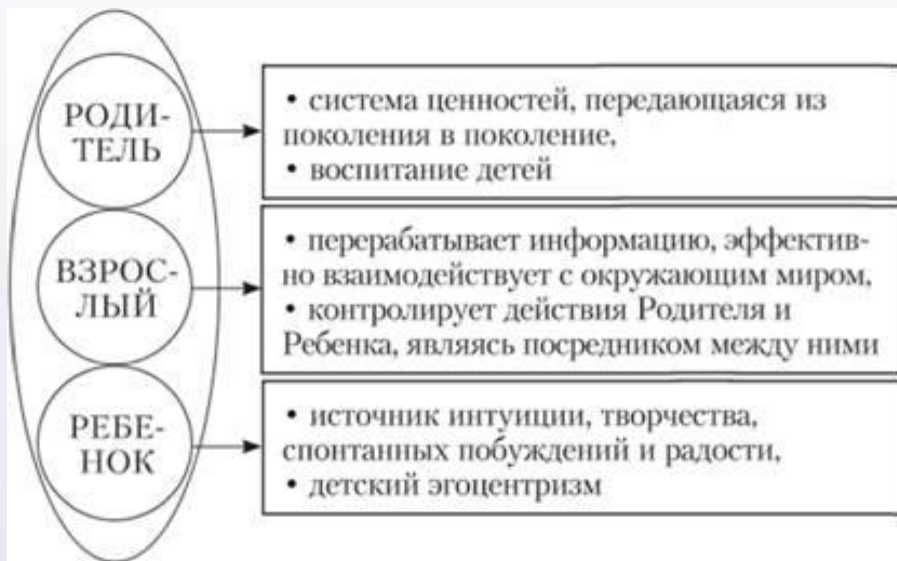 РОДИ-
ТЕЛЬ
• система ценностей, передающаяся из
поколения в поколение,
• воспитание детей
ВЗРОС-
ЛЫЙ
• перерабатывает информацию, эффектив-
но взаимодействует с окружающим миром,
• контролирует действия Родителя и
Ребенка, являясь посредником между ними
РЕБЕ-
НОК
• источник интуиции, творчества,
спонтанных побуждений и радости,
• детский эгоцентризм